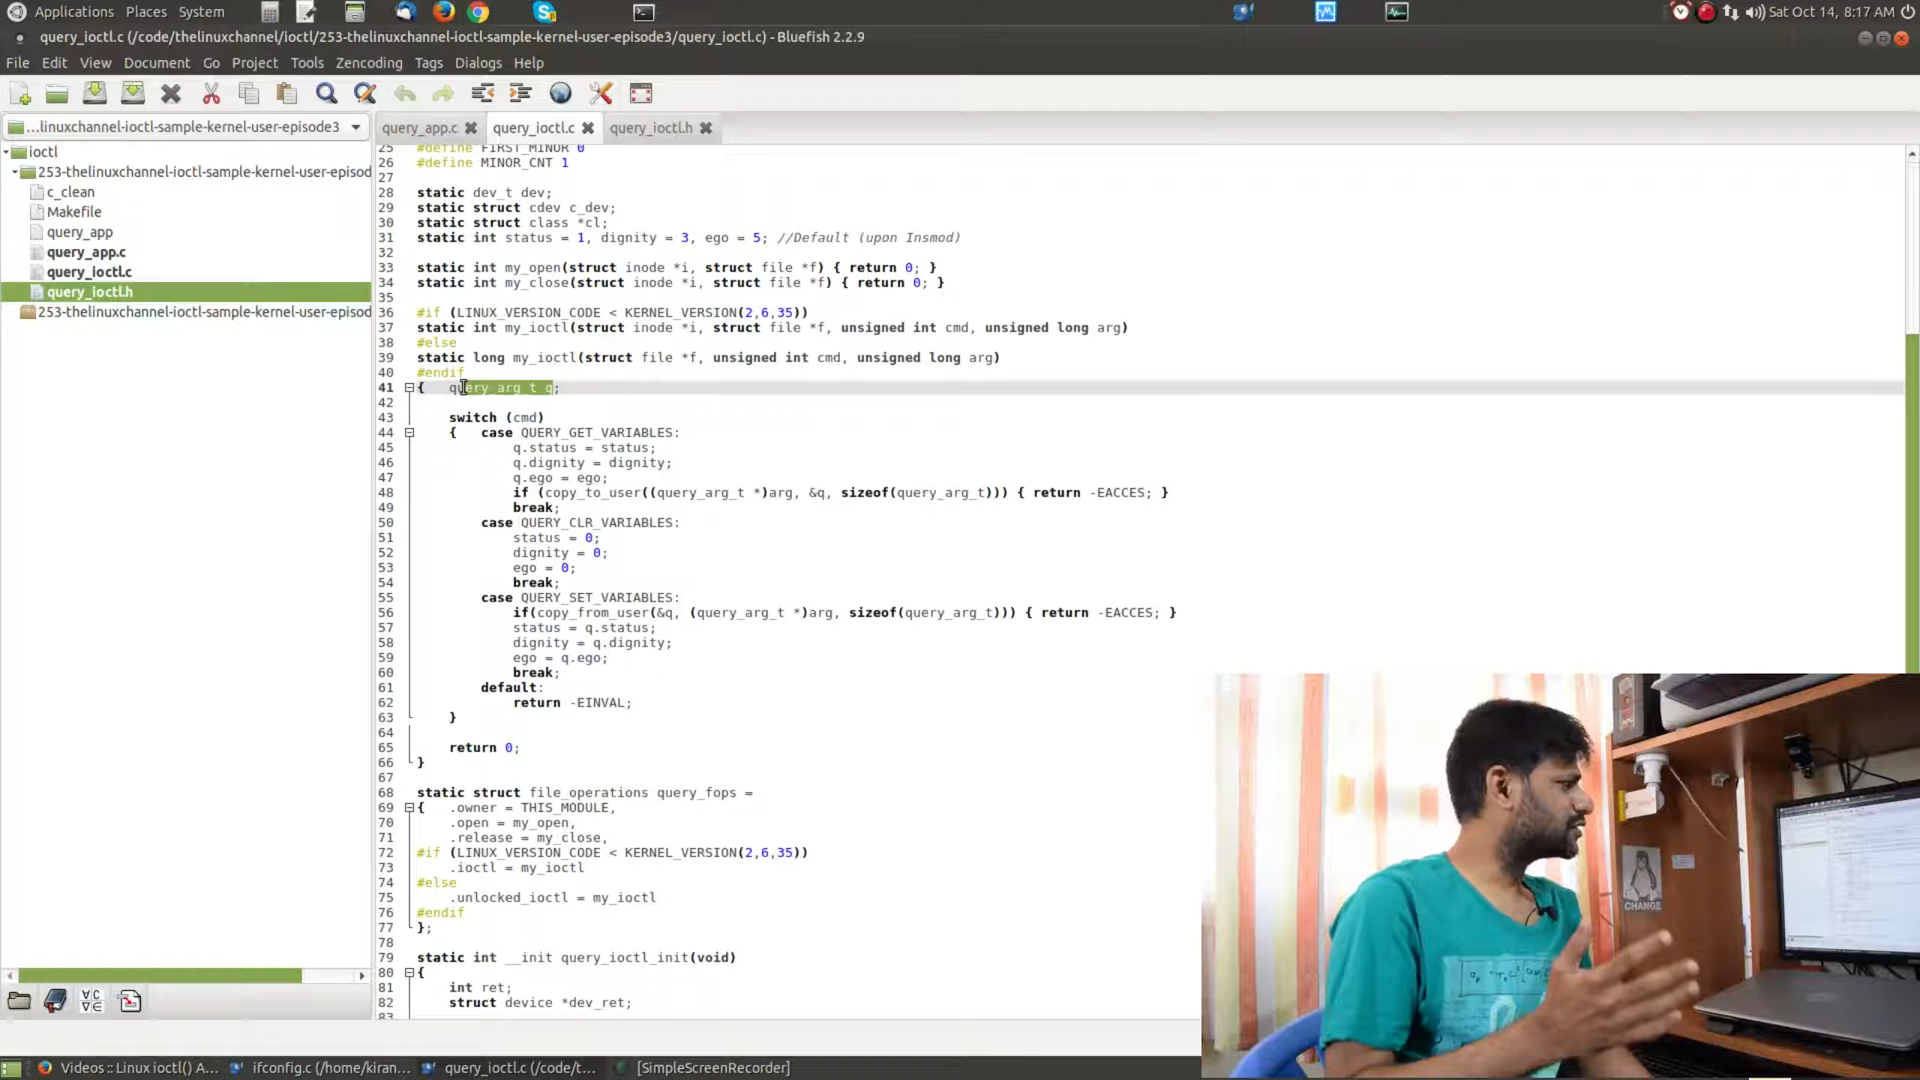 Applications Places System
Sat Oct 14, 8:17 AM
query_ioctl.c (/code/thelinuxchannel/ioctl/253-thelinuxchannel-ioctl-sample-kernel-user-episode3/query_ioctl.c) - Bluefish 2.2.9
File Edit View Document Go Project Tools Zencoding Tags Dialogs Help
...linuxchannel-ioctl-sample-kernel-user-episode3
query_app.c query_ioctl.c query_ioctl.h
ioctl
253-thelinuxchannel-ioctl-sample-kernel-user-episod
c_clean
Makefile
query_app
query_app.c
query_ioctl.c
query_ioctl.h
253-thelinuxchannel-ioctl-sample-kernel-user-episod
25 #define FIRST_MINOR 0
26 #define MINOR_CNT 1
27
28 static dev_t dev;
29 static struct cdev c_dev;
30 static struct class *cl;
31 static int status = 1, dignity = 3, ego = 5; //Default (upon Insmod)
32
33 static int my_open(struct inode *i, struct file *f) { return 0; }
34 static int my_close(struct inode *i, struct file *f) { return 0; }
35
36 #if (LINUX_VERSION_CODE < KERNEL_VERSION(2,6,35))
37 static int my_ioctl(struct inode *i, struct file *f, unsigned int cmd, unsigned long arg)
38 #else
39 static long my_ioctl(struct file *f, unsigned int cmd, unsigned long arg)
40 #endif
41 { query_arg_t q;
42
43 switch (cmd)
44 { case QUERY_GET_VARIABLES:
45 q.status = status;
46 q.dignity = dignity;
47 q.ego = ego;
48 if (copy_to_user((query_arg_t *)arg, &q, sizeof(query_arg_t))) { return -EACCES; }
49 break;
50 case QUERY_CLR_VARIABLES:
51 status = 0;
52 dignity = 0;
53 ego = 0;
54 break;
55 case QUERY_SET_VARIABLES:
56 if(copy_from_user(&q, (query_arg_t *)arg, sizeof(query_arg_t))) { return -EACCES; }
57 status = q.status;
58 dignity = q.dignity;
59 ego = q.ego;
60 break;
61 default:
62 return -EINVAL;
63 }
64
65 return 0;
66 }
67
68 static struct file_operations query_fops =
69 { .owner = THIS_MODULE,
70 .open = my_open,
71 .release = my_close,
72 #if (LINUX_VERSION_CODE < KERNEL_VERSION(2,6,35))
73 .ioctl = my_ioctl
74 #else
75 .unlocked_ioctl = my_ioctl
76 #endif
77 };
78
79 static int __init query_ioctl_init(void)
80 {
81 int ret;
82 struct device *dev_ret;
83
CHANGE
Videos :: Linux ioctl() A... ifconfig.c (/home/kiran... query_ioctl.c (/code/t... [SimpleScreenRecorder]